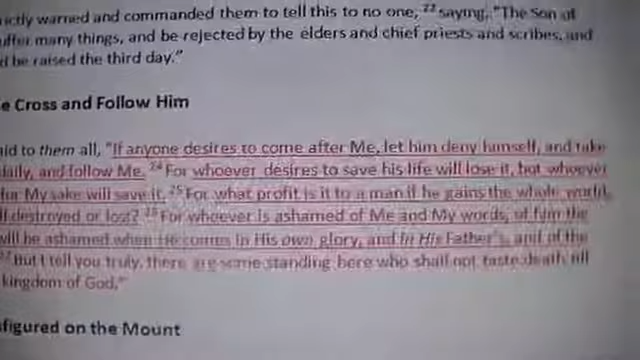 warned and commanded them to tell this to no one, 22 saying, "The Son of
suffer many things, and be rejected by the elders and chief priests and scribes, and
be raised the third day."
e Cross and Follow Him
aid to them all, "If anyone desires to come after Me, let him deny himself, and take
daily, and follow Me. 24 For whoever desires to save his life will lose it, but whoever
for My sake will save it. 25 For what profit is it to a man if he gains the whole world,
destroyed or lost? 26 For whoever is ashamed of Me and My words, of him the
will be ashamed when He comes in His own glory, and in His Father's, and of the
27 But I tell you truly, there are some standing here who shall not taste death till
kingdom of God."
sfigured on the Mount